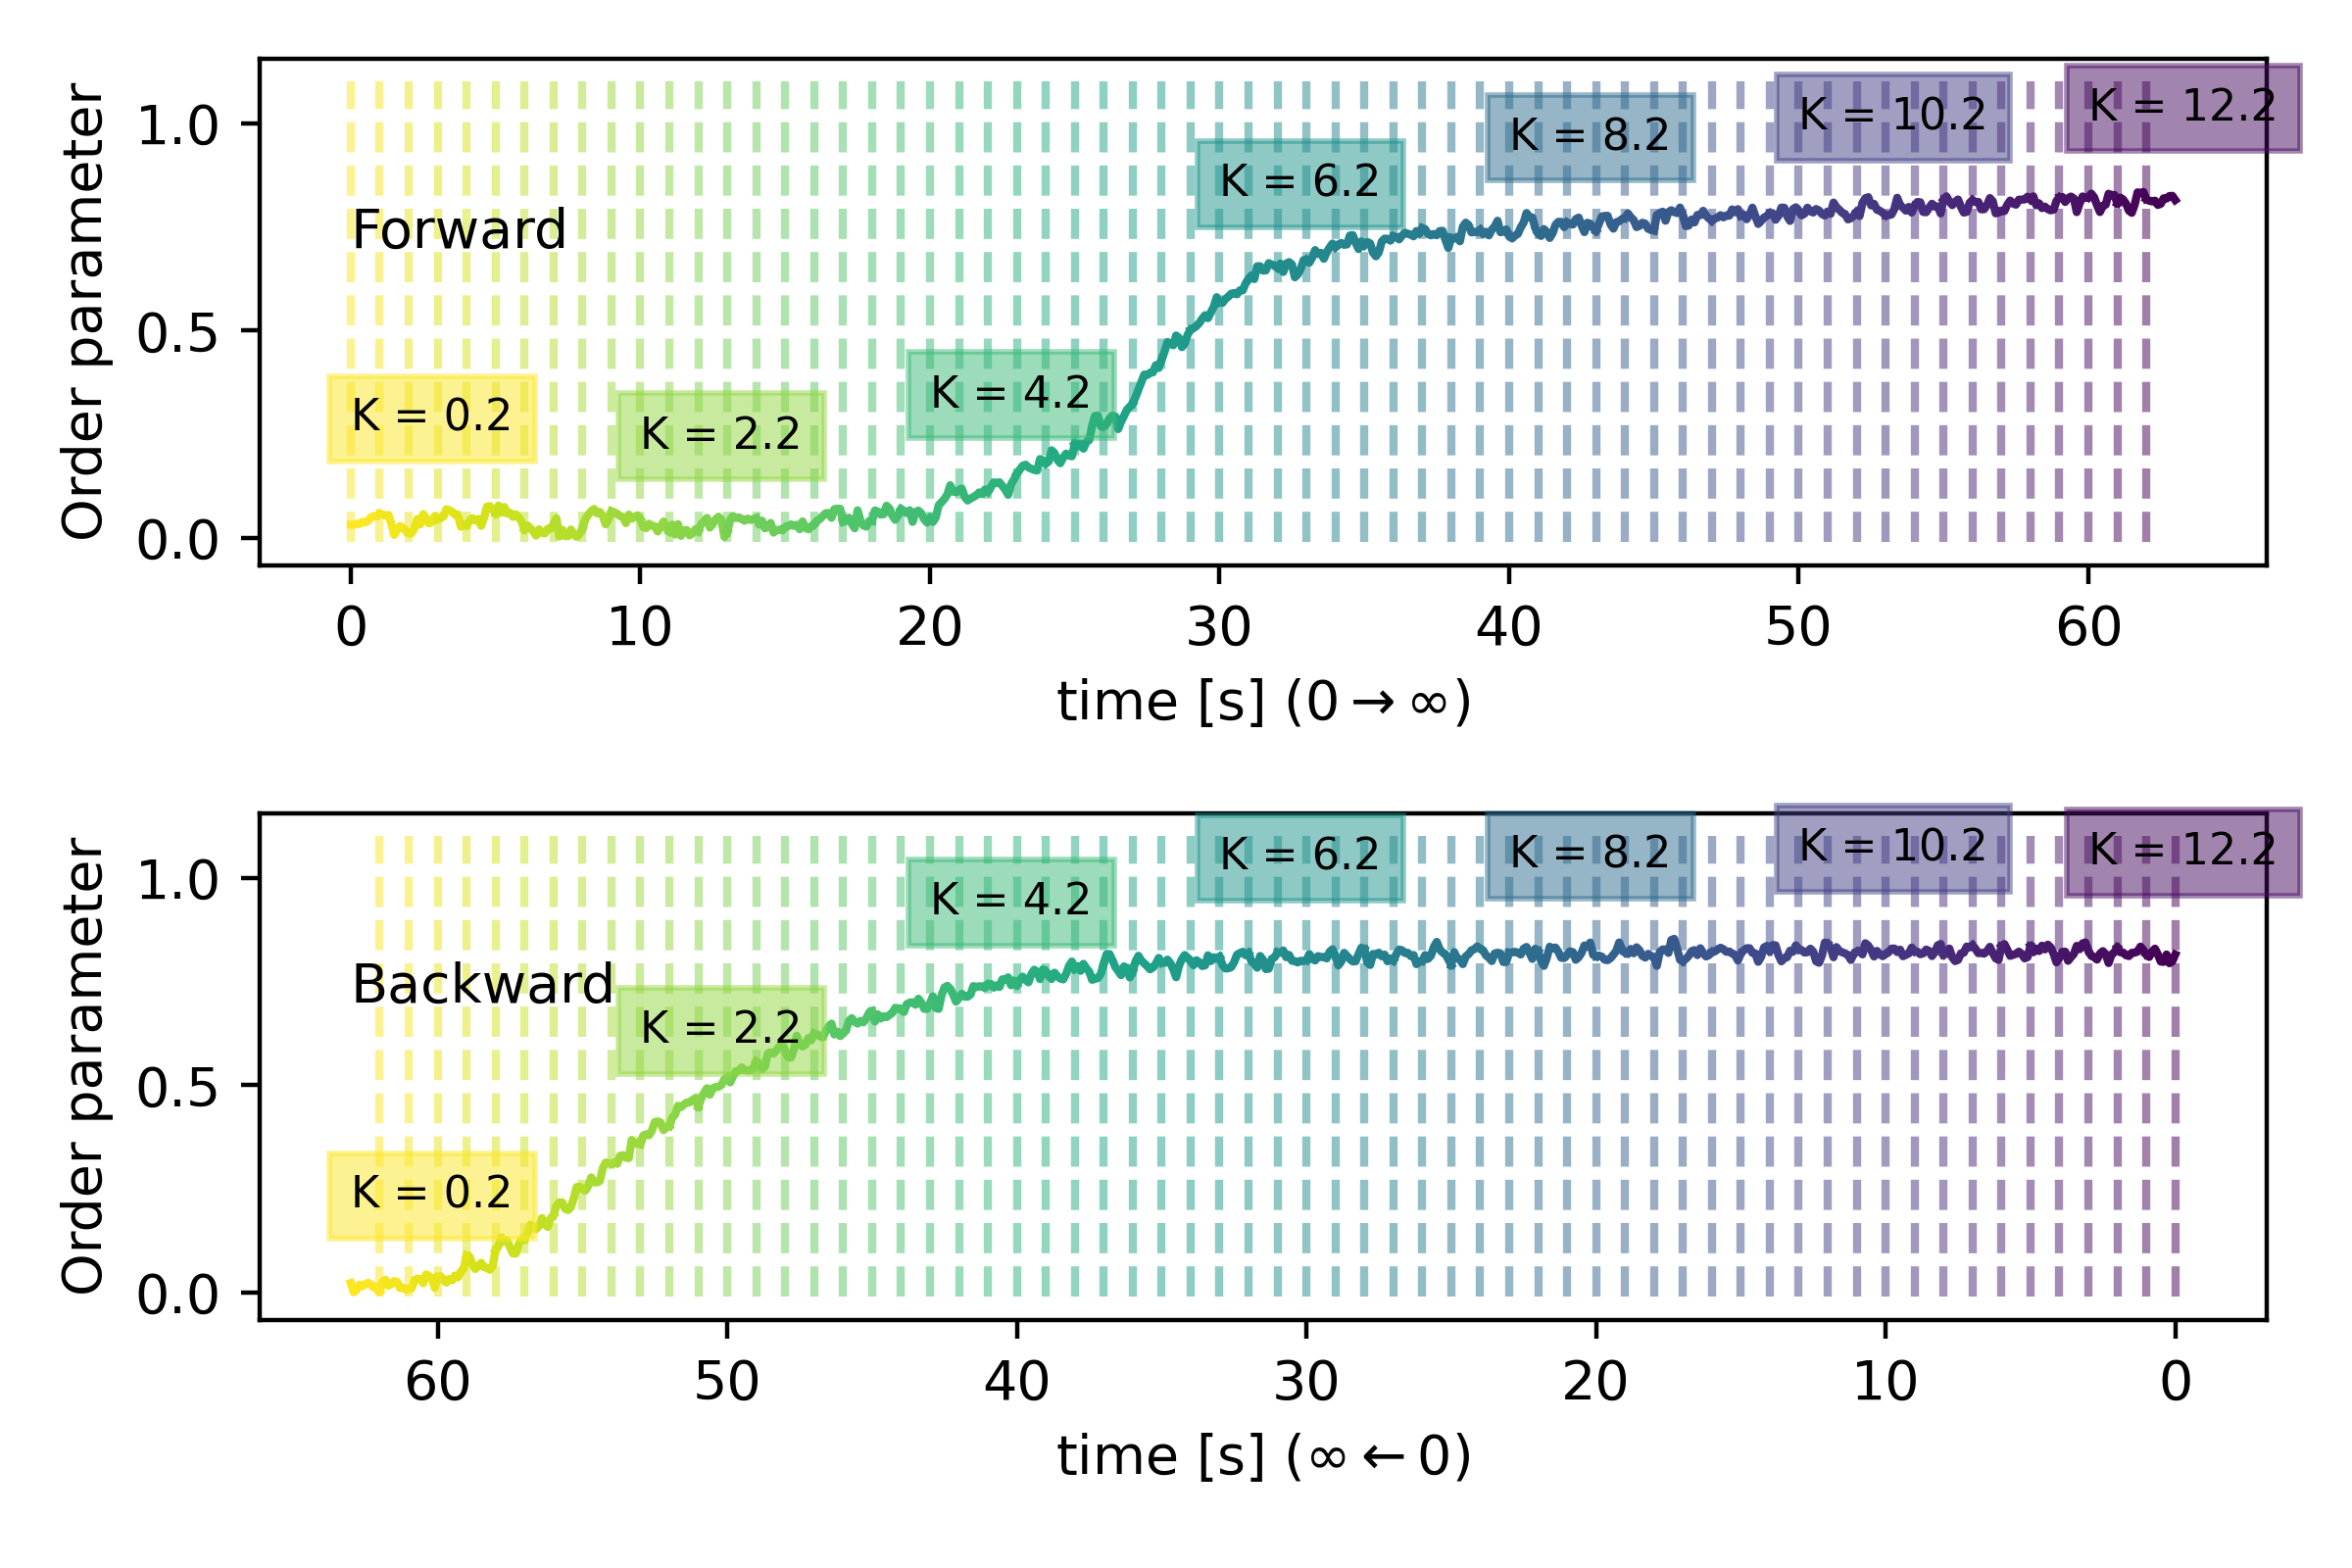 Order parameter
1.0
0.5
0.0
Forward
K = 0.2
K = 2.2
K = 4.2
K = 6.2
K = 8.2
K = 10.2
K = 12.2
0 10 20 30 40 50 60
time [s] (0→∞)
Order parameter
1.0
0.5
0.0
Backward
K = 0.2
K = 2.2
K = 4.2
K = 6.2
K = 8.2
K = 10.2
K = 12.2
60 50 40 30 20 10 0
time [s] (∞←0)